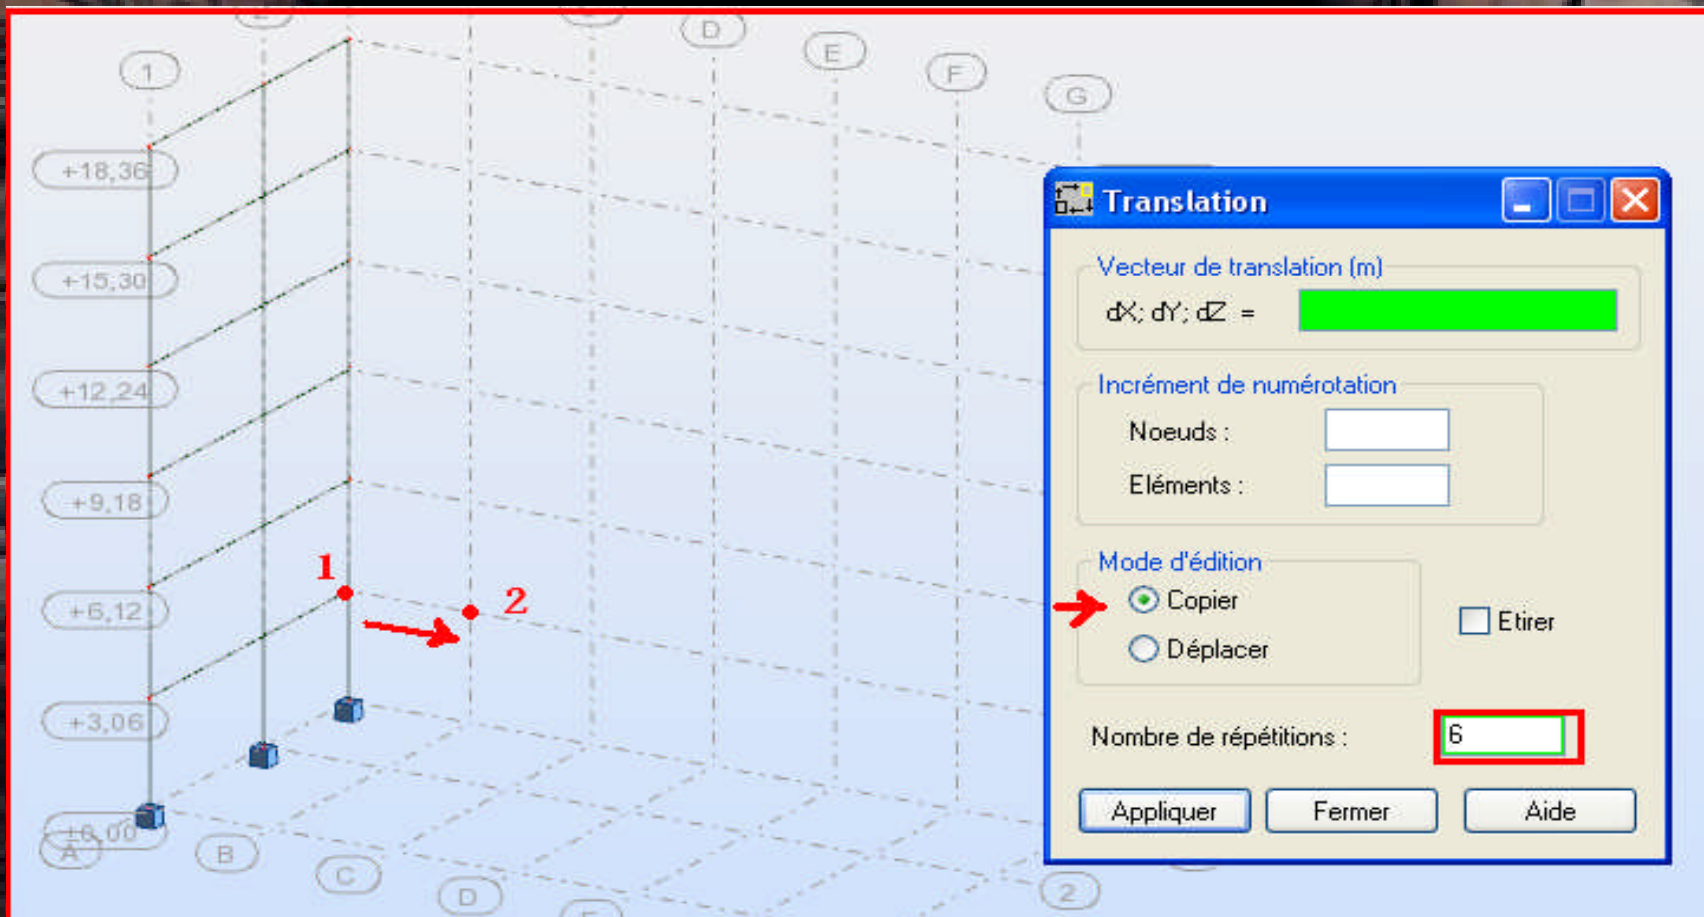 D
E
F
G
1
+18,36
+15,30
+12,24
+9,18
+6,12
+3,06
±0,00
1
2
A
B
C
D
2
Translation
Vecteur de translation (m)
dX; dY; dZ =
Incrément de numérotation
Noeuds :
Eléments :
Mode d'édition
Copier
Déplacer
Etirer
Nombre de répétitions :
6
Appliquer
Fermer
Aide